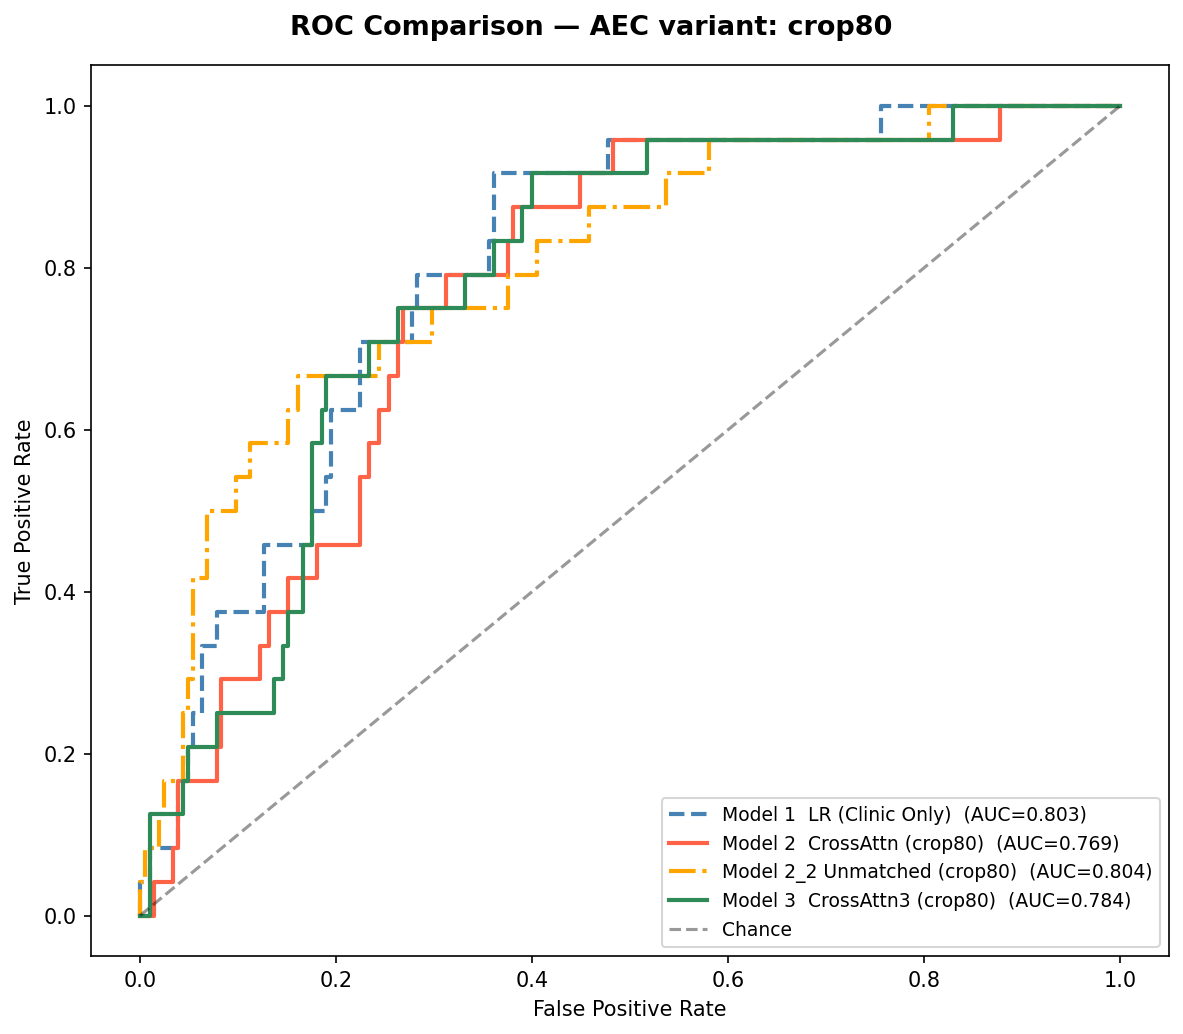 ROC Comparison — AEC variant: crop80
True Positive Rate
1.0
0.8
0.6
0.4
0.2
0.0
Model 1  LR (Clinic Only)  (AUC=0.803)
Model 2  CrossAttn (crop80)  (AUC=0.769)
Model 2_2 Unmatched (crop80)  (AUC=0.804)
Model 3  CrossAttn3 (crop80)  (AUC=0.784)
Chance
0.0 0.2 0.4 0.6 0.8 1.0
False Positive Rate